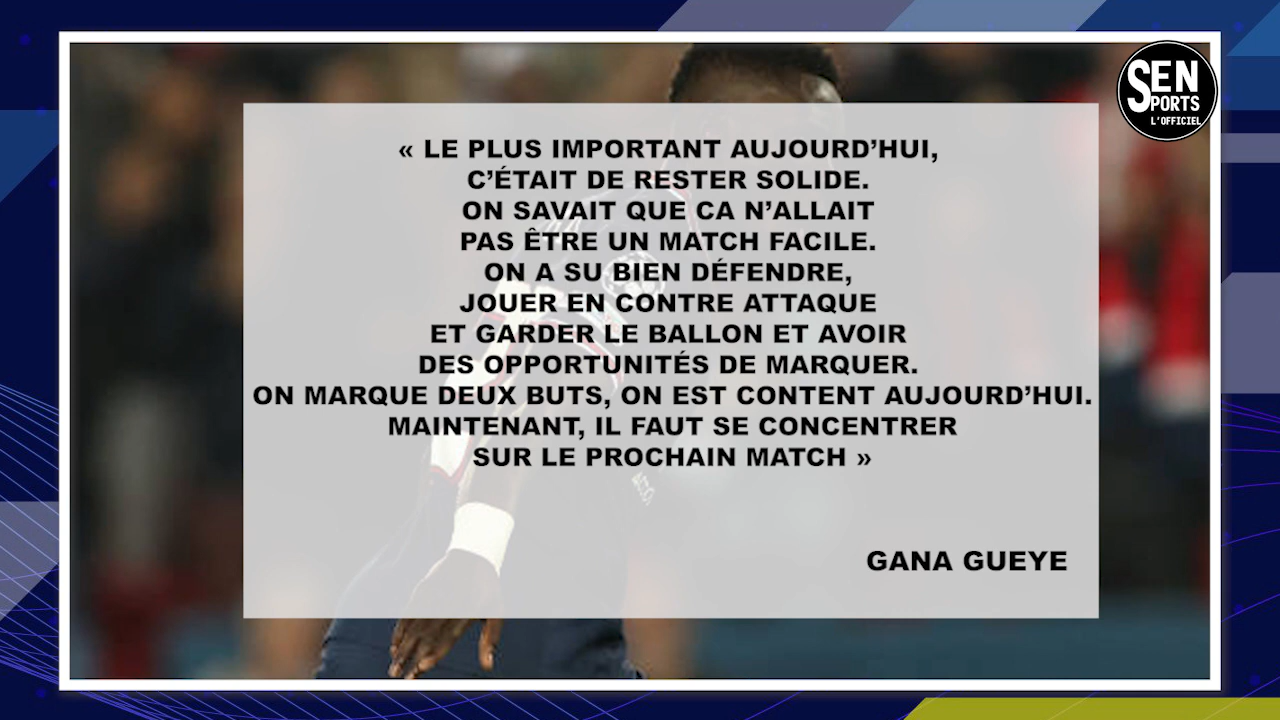 SEN
SPORTS
L'OFFICIEL
« LE PLUS IMPORTANT AUJOURD'HUI,
C'ÉTAIT DE RESTER SOLIDE.
ON SAVAIT QUE CA N'ALLAIT
PAS ÊTRE UN MATCH FACILE.
ON A SU BIEN DÉFENDRE,
JOUER EN CONTRE ATTAQUE
ET GARDER LE BALLON ET AVOIR
DES OPPORTUNITÉS DE MARQUER.
ON MARQUE DEUX BUTS, ON EST CONTENT AUJOURD'HUI.
MAINTENANT, IL FAUT SE CONCENTRER
SUR LE PROCHAIN MATCH »
GANA GUEYE